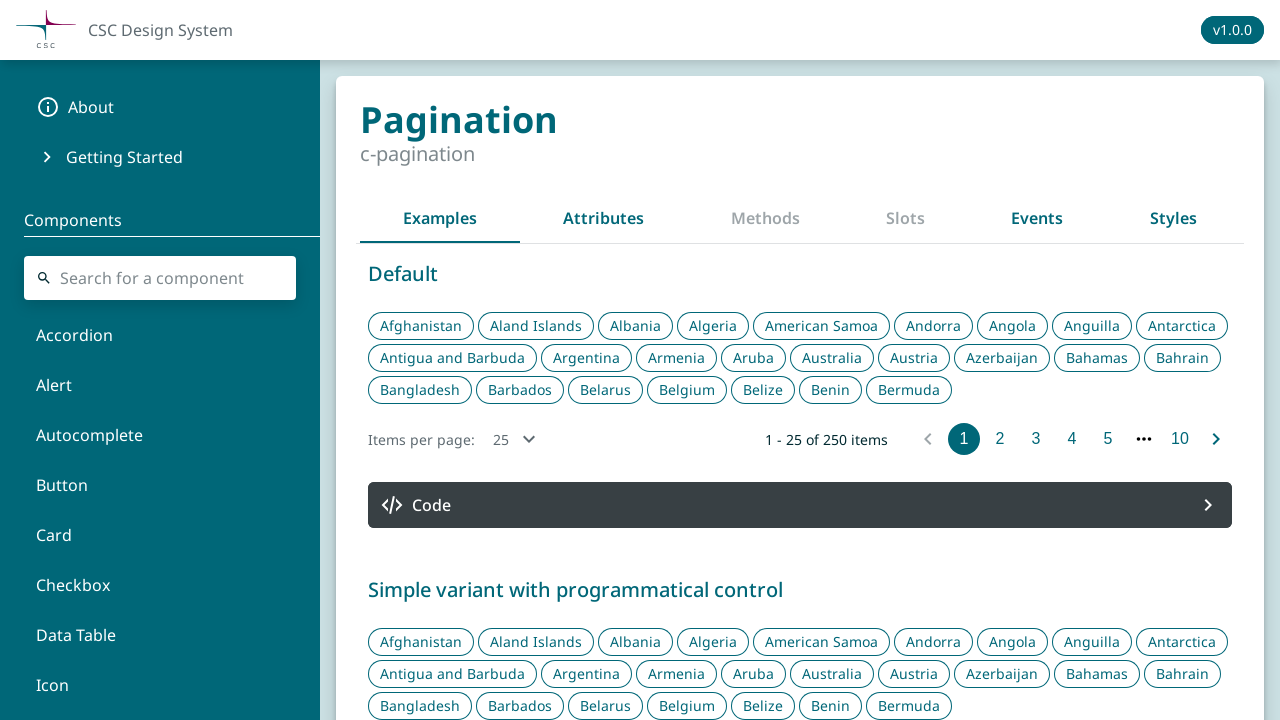 CSC
CSC Design System
v1.0.0
About
Getting Started
Components
Search for a component
Accordion
Alert
Autocomplete
Button
Card
Checkbox
Data Table
Icon
Pagination
c-pagination
Examples Attributes Methods Slots Events Styles
Default
Afghanistan Aland Islands Albania Algeria American Samoa Andorra Angola Anguilla Antarctica
Antigua and Barbuda Argentina Armenia Aruba Australia Austria Azerbaijan Bahamas Bahrain
Bangladesh Barbados Belarus Belgium Belize Benin Bermuda
Items per page: 25 1 - 25 of 250 items 1 2 3 4 5 ••• 10
Code
Simple variant with programmatical control
Afghanistan Aland Islands Albania Algeria American Samoa Andorra Angola Anguilla Antarctica
Antigua and Barbuda Argentina Armenia Aruba Australia Austria Azerbaijan Bahamas Bahrain
Bangladesh Barbados Belarus Belgium Belize Benin Bermuda